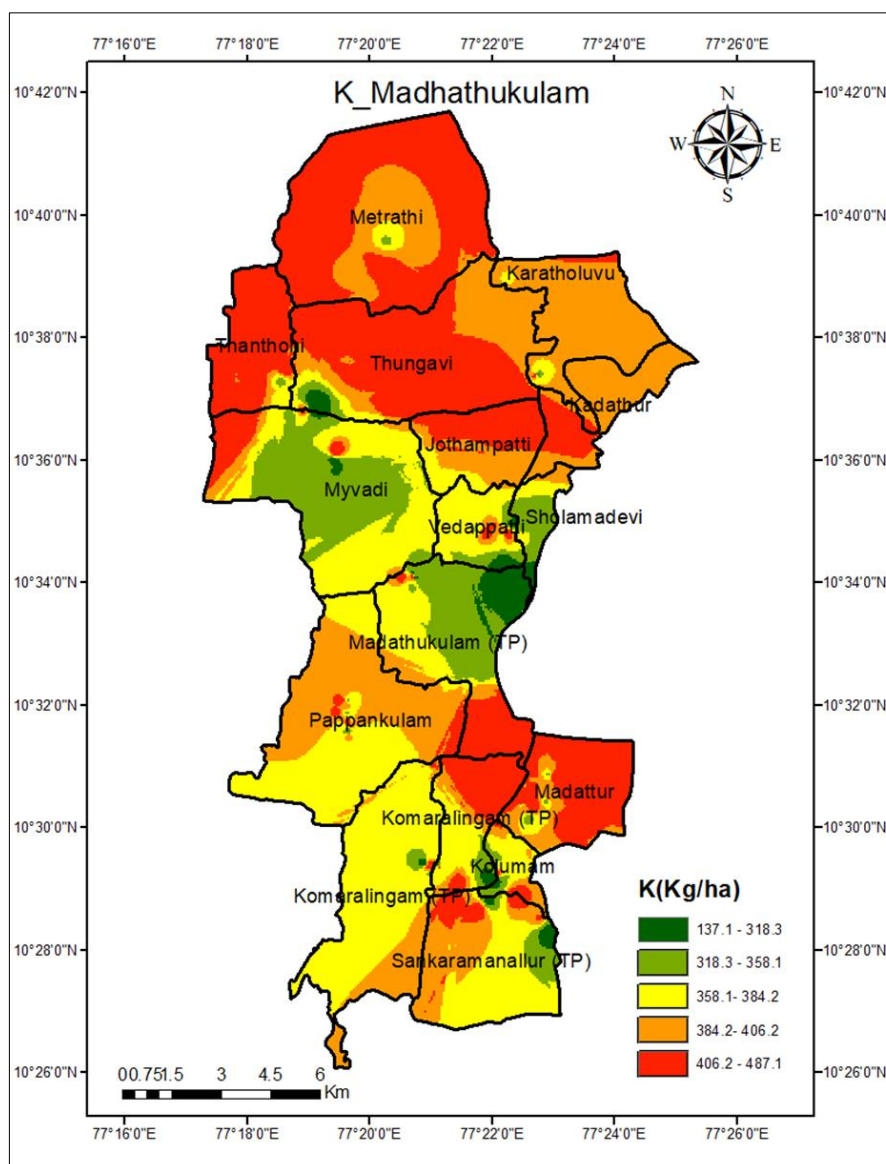 77°16'0"E 77°18'0"E 77°20'0"E 77°22'0"E 77°24'0"E 77°26'0"E
10°42'0"N 10°42'0"N
K_Madhathukulam
N
W E
S
10°40'0"N Metrathi 10°40'0"N
Karatholuvu
10°38'0"N Thanthoni Thungavi 10°38'0"N
Kadathur
Jothampatti
10°36'0"N 10°36'0"N
Myvadi
Vedappatti Sholamadevi
10°34'0"N 10°34'0"N
Madathukulam (TP)
10°32'0"N Pappankulam 10°32'0"N
Madattur
10°30'0"N Komaralingam (TP) 10°30'0"N
Kolumam
Komaralingam (TP)
K(Kg/ha)
137.1 - 318.3
10°28'0"N Sankaramanallur (TP) 10°28'0"N
318.3 - 358.1
358.1- 384.2
384.2- 406.2
406.2 - 487.1
00.751.5 3 4.5 6
Km
10°26'0"N 10°26'0"N
77°16'0"E 77°18'0"E 77°20'0"E 77°22'0"E 77°24'0"E 77°26'0"E